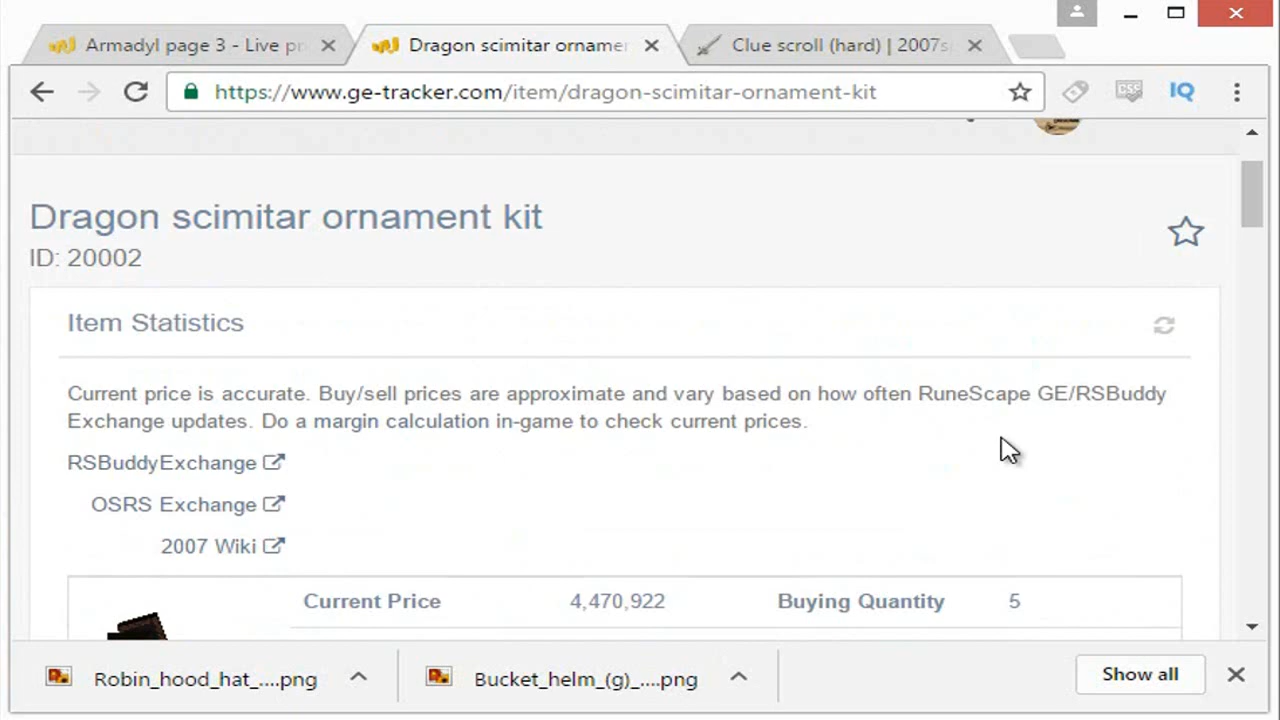 Armadyl page 3 - Live pr
Dragon scimitar orname
Clue scroll (hard) | 2007s
https://www.ge-tracker.com/item/dragon-scimitar-ornament-kit
CSS
IQ
Dragon scimitar ornament kit
ID: 20002
Item Statistics
Current price is accurate. Buy/sell prices are approximate and vary based on how often RuneScape GE/RSBuddy
Exchange updates. Do a margin calculation in-game to check current prices.
RSBuddyExchange
OSRS Exchange
2007 Wiki
Current Price 4,470,922 Buying Quantity 5
Robin_hood_hat_....png
Bucket_helm_(g)_....png
Show all